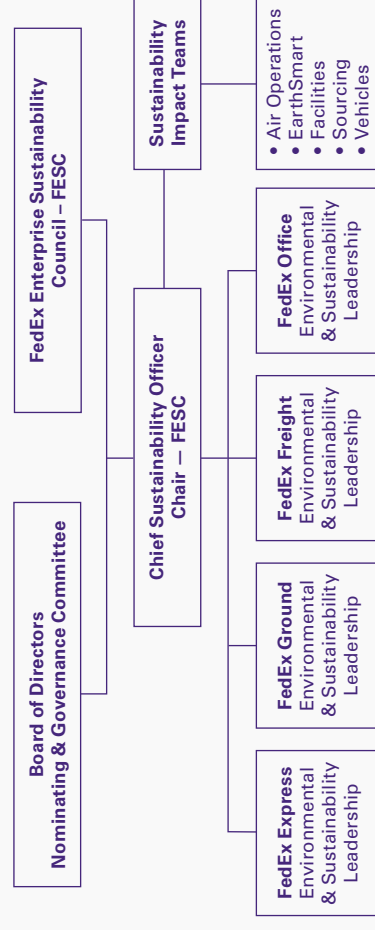 Board of Directors
Nominating & Governance Committee
FedEx Enterprise Sustainability
Council – FESC
Chief Sustainability Officer
Chair — FESC
Sustainability
Impact Teams
FedEx Express
Environmental
& Sustainability
Leadership
FedEx Ground
Environmental
& Sustainability
Leadership
FedEx Freight
Environmental
& Sustainability
Leadership
FedEx Office
Environmental
& Sustainability
Leadership
• Air Operations
• EarthSmart
• Facilities
• Sourcing
• Vehicles